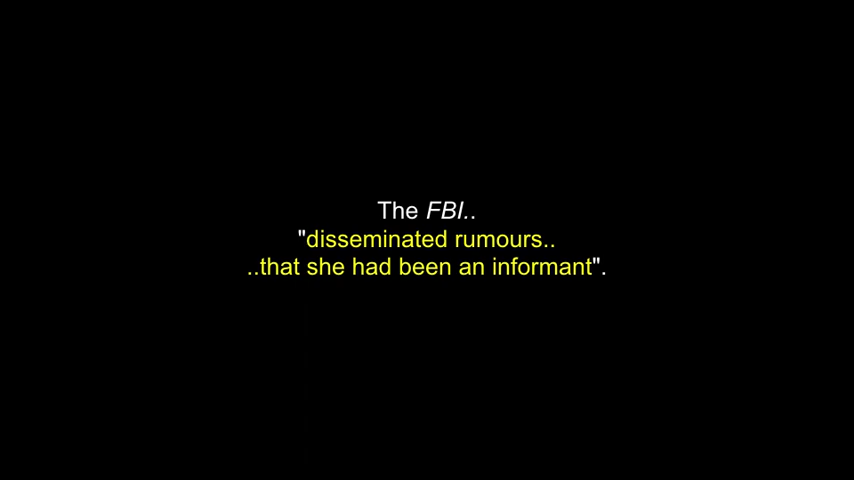 The FBI..
"disseminated rumours..
..that she had been an informant".